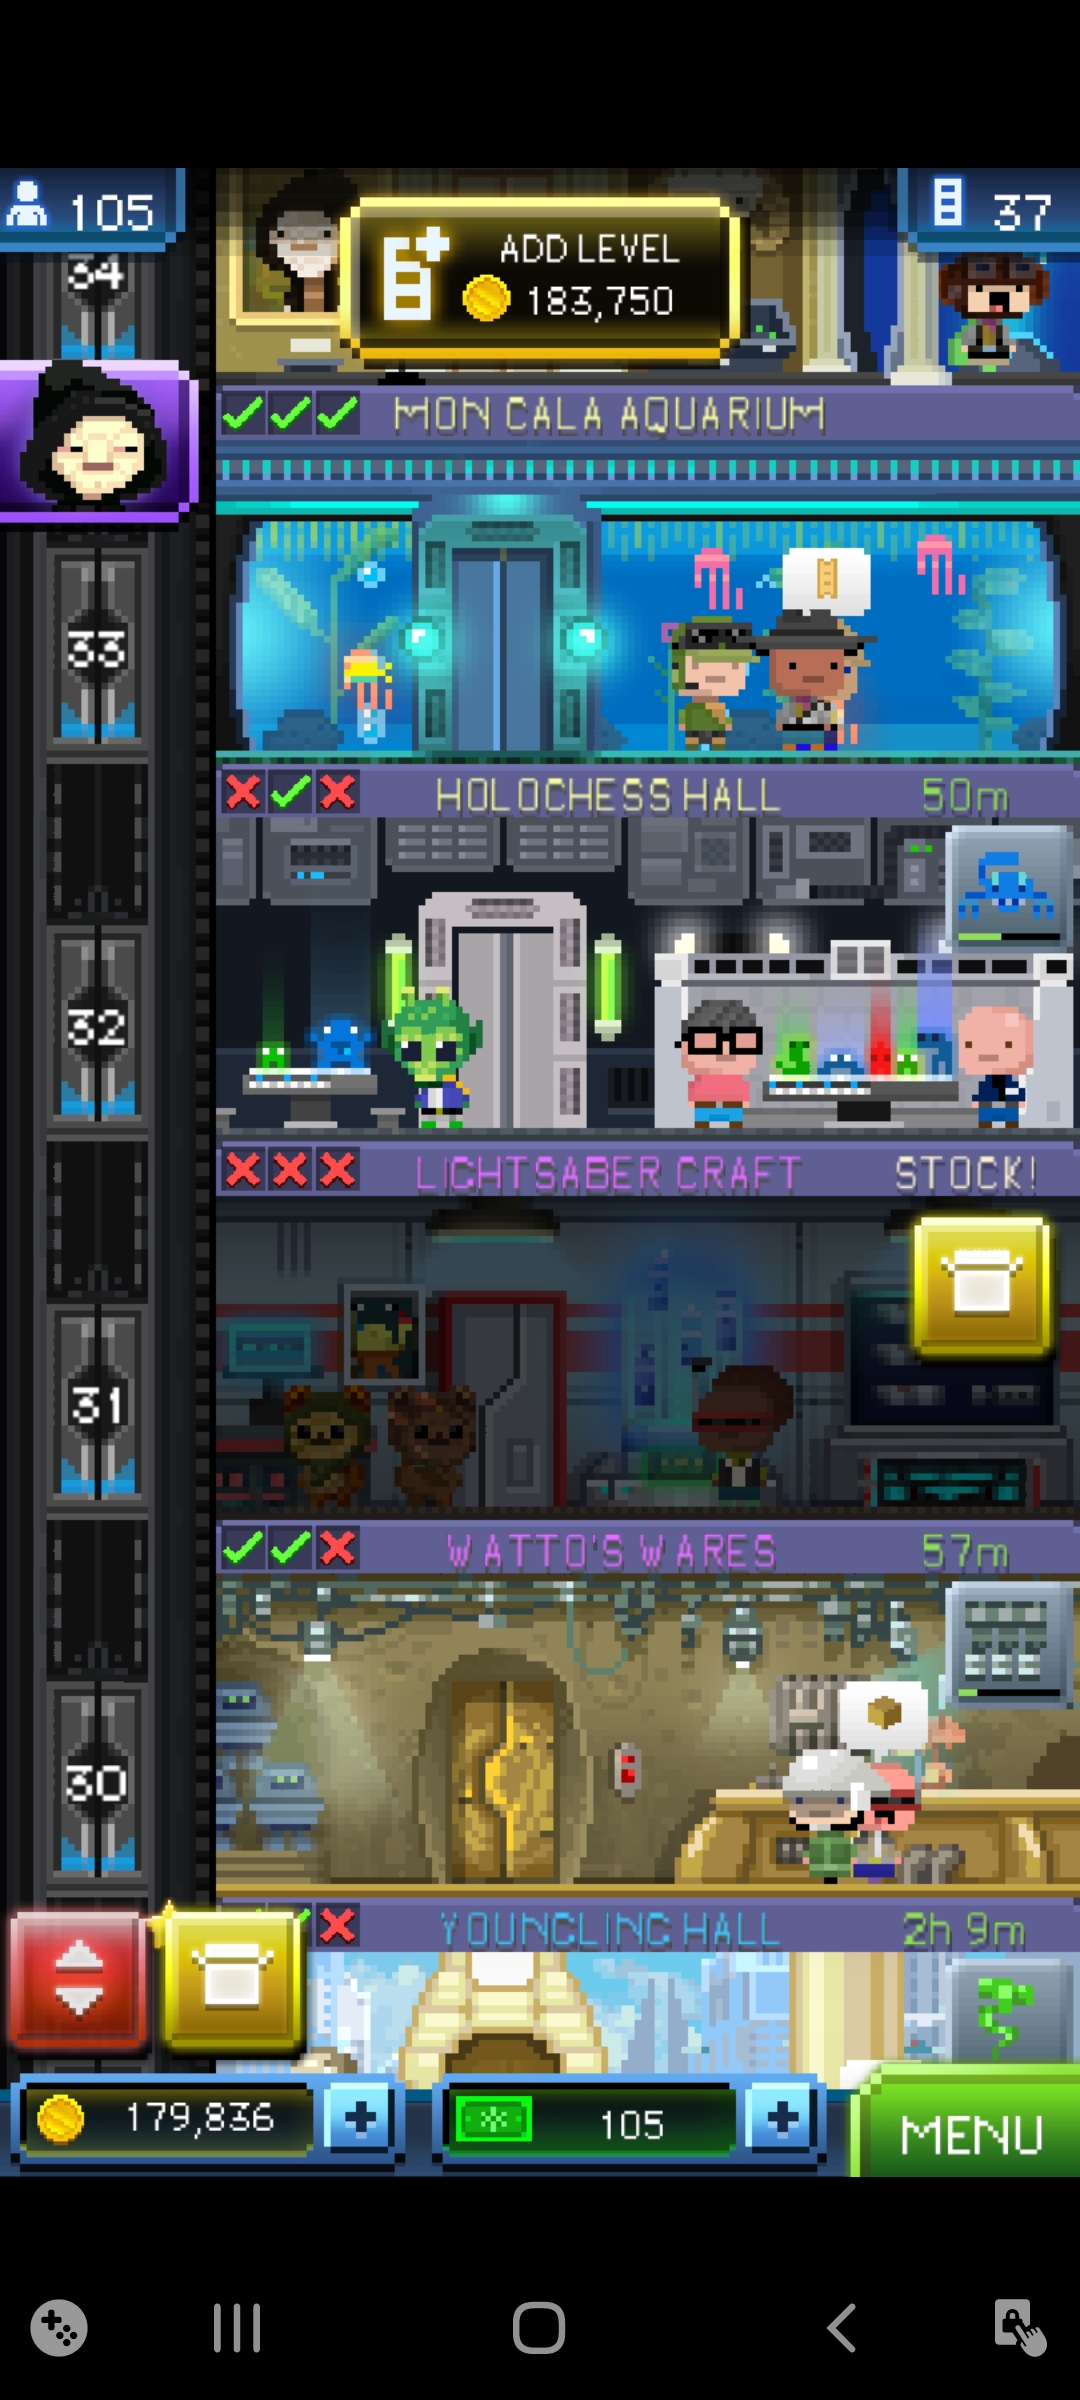 105
37
ADD LEVEL
183,750
34
MON CALA AQUARIUM
33
HOLOCHESS HALL 50m
32
LIGHTSABER CRAFT STOCK!
31
WATTO'S WARES 57m
30
YOUNGLING HALL 2h 9m
179,836
105
MENU